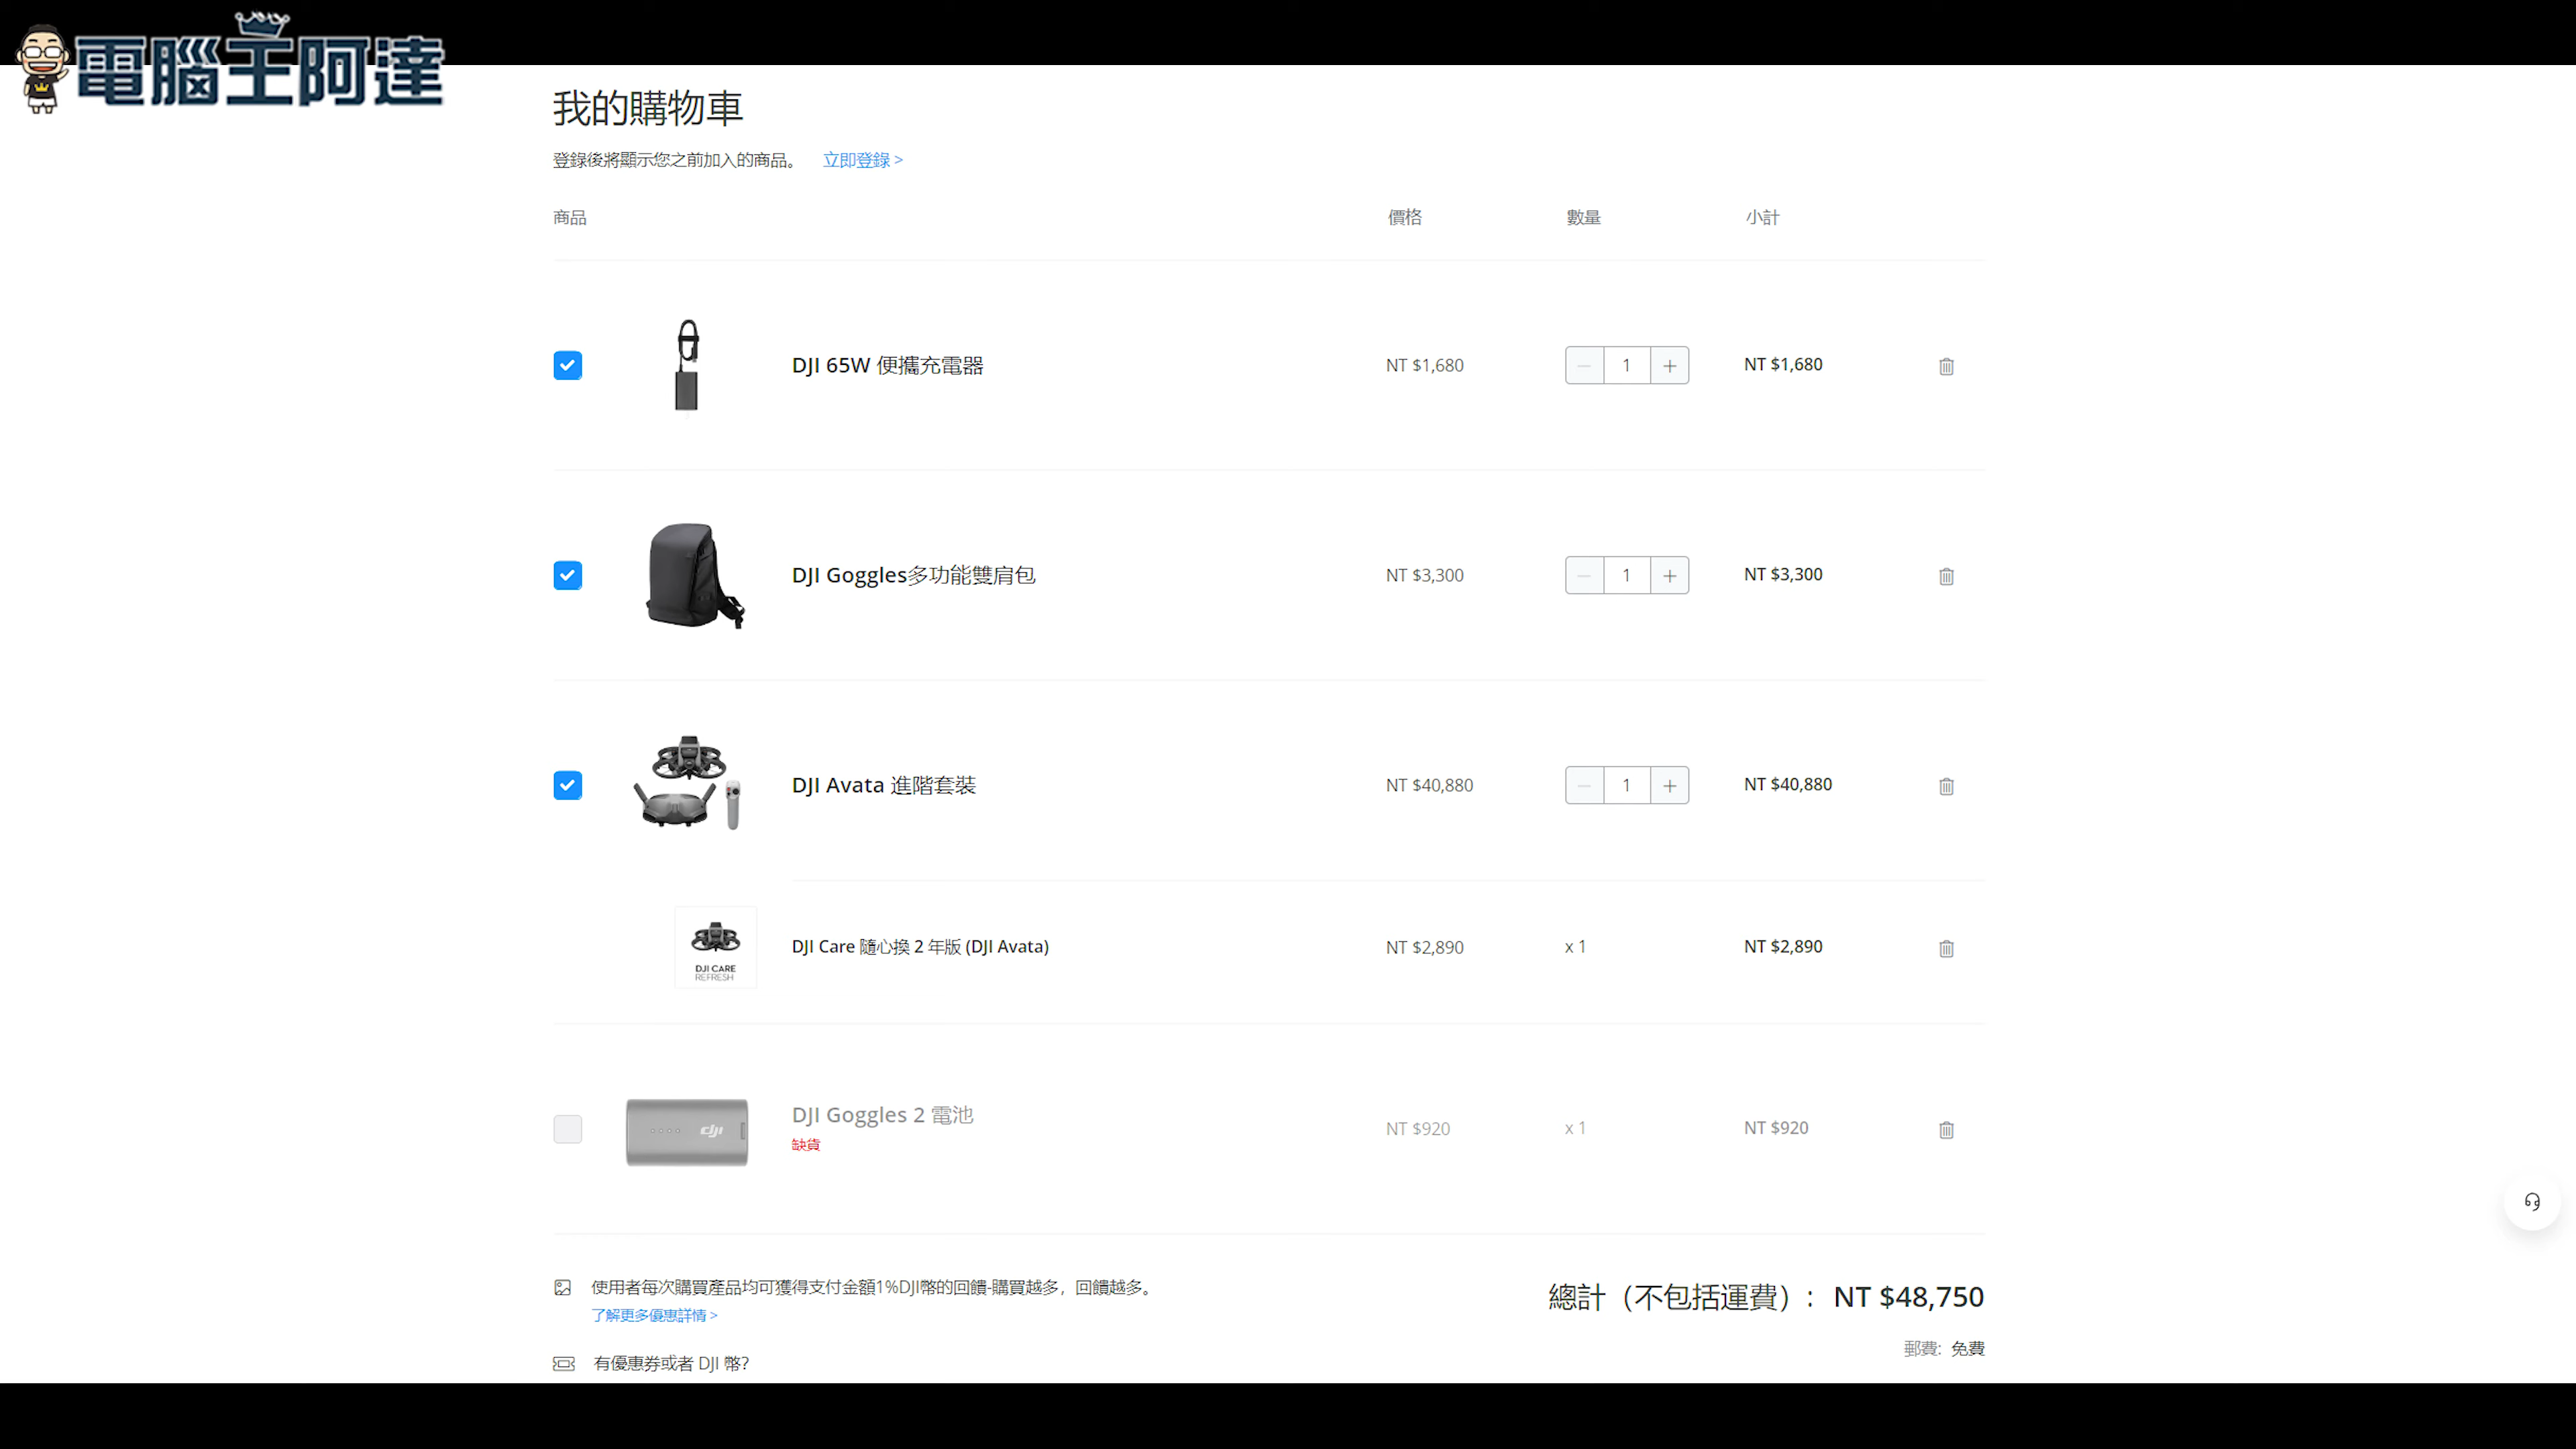 電腦王阿達
我的購物車
登錄後將顯示您之前加入的商品。 立即登錄 >
商品 價格 數量 小計
DJI 65W 便攜充電器 NT $1,680 1 NT $1,680
DJI Goggles多功能雙肩包 NT $3,300 1 NT $3,300
DJI Avata 進階套裝 NT $40,880 1 NT $40,880
DJI Care 隨心換 2 年版 (DJI Avata) NT $2,890 x 1 NT $2,890
DJI CARE
REFRESH
DJI Goggles 2 電池 NT $920 x 1 NT $920
dji
缺貨
使用者每次購買產品均可獲得支付金額1%DJI幣的回饋-購買越多，回饋越多。
了解更多優惠詳情 >
總計（不包括運費）： NT $48,750
郵費: 免費
有優惠券或者 DJI 幣?